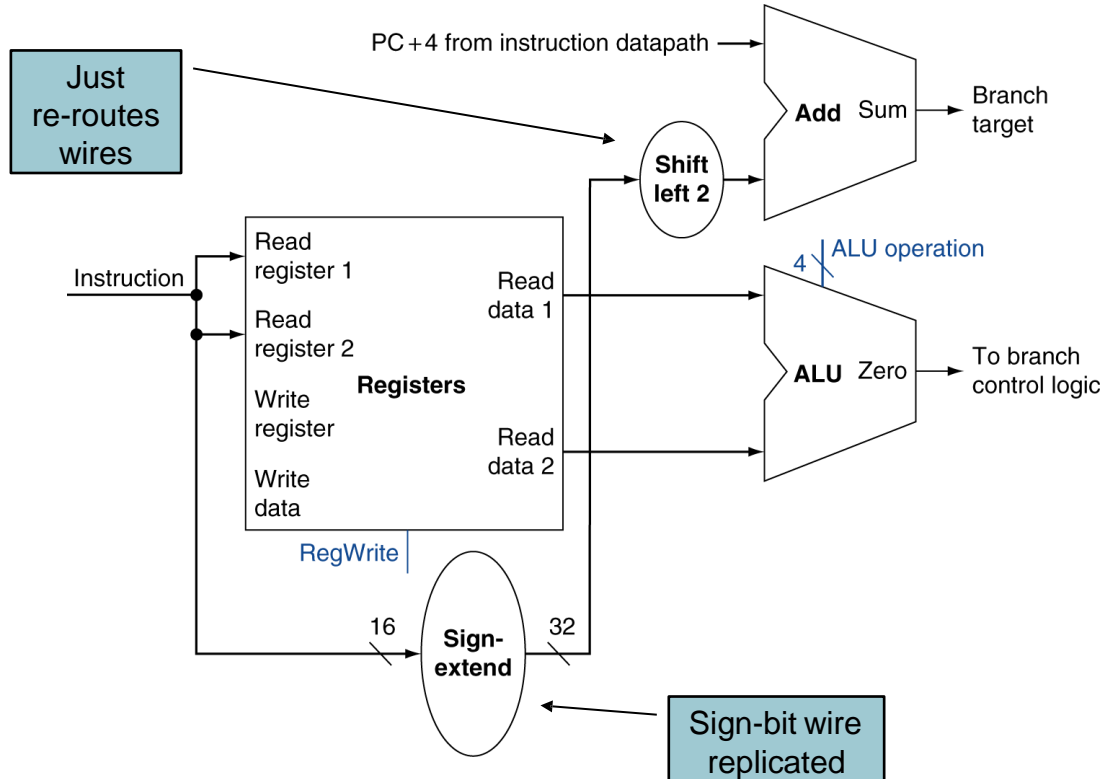 Just
re-routes
wires
PC+4 from instruction datapath
Add Sum
Branch
target
Shift
left 2
Instruction
Read
register 1
Read
register 2
Write
register
Write
data
Registers
Read
data 1
Read
data 2
RegWrite
4
ALU operation
ALU Zero
To branch
control logic
16
Sign-
extend
32
Sign-bit wire
replicated